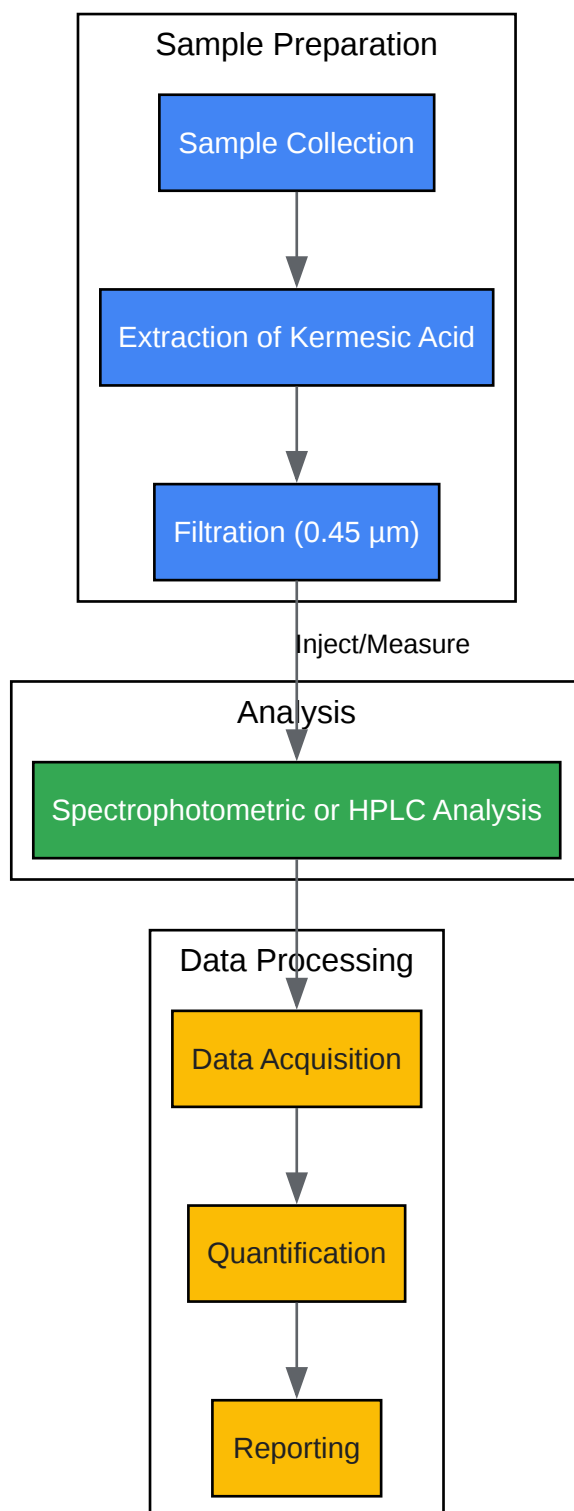 Sample Preparation
Sample Collection
Extraction of Kermesic Acid
Filtration (0.45 µm)
Inject/Measure
Analysis
Spectrophotometric or HPLC Analysis
Data Processing
Data Acquisition
Quantification
Reporting